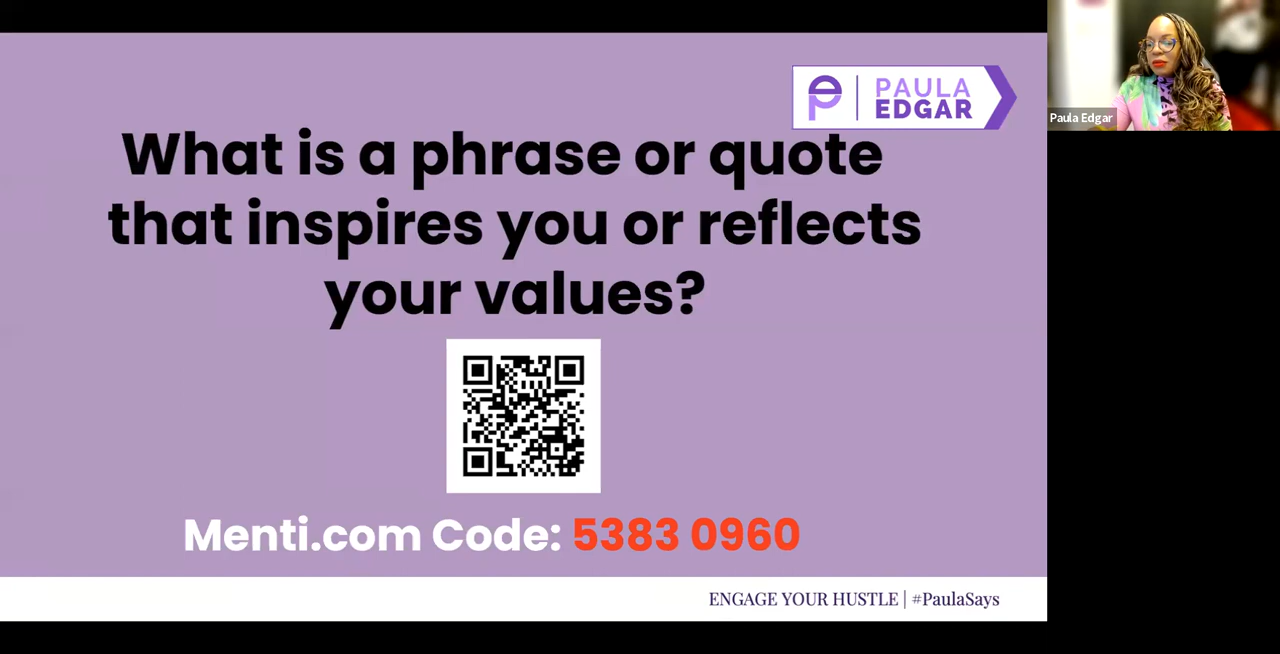 PAULA
EDGAR
What is a phrase or quote
that inspires you or reflects
your values?
Menti.com Code: 5383 0960
ENGAGE YOUR HUSTLE | #PaulaSays
Paula Edgar